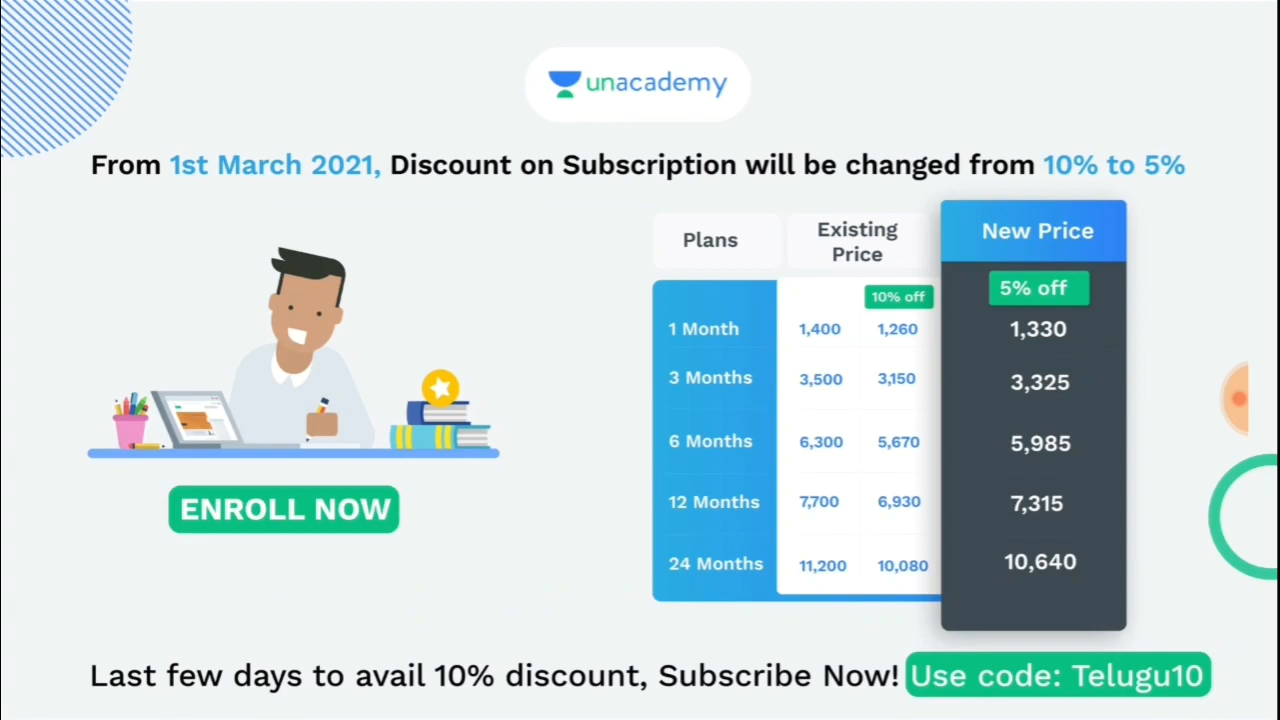 unacademy
From 1st March 2021, Discount on Subscription will be changed from 10% to 5%
Plans Existing Price New Price
10% off 5% off
1 Month 1,400 1,260 1,330
3 Months 3,500 3,150 3,325
6 Months 6,300 5,670 5,985
12 Months 7,700 6,930 7,315
24 Months 11,200 10,080 10,640
ENROLL NOW
Last few days to avail 10% discount, Subscribe Now! Use code: Telugu10